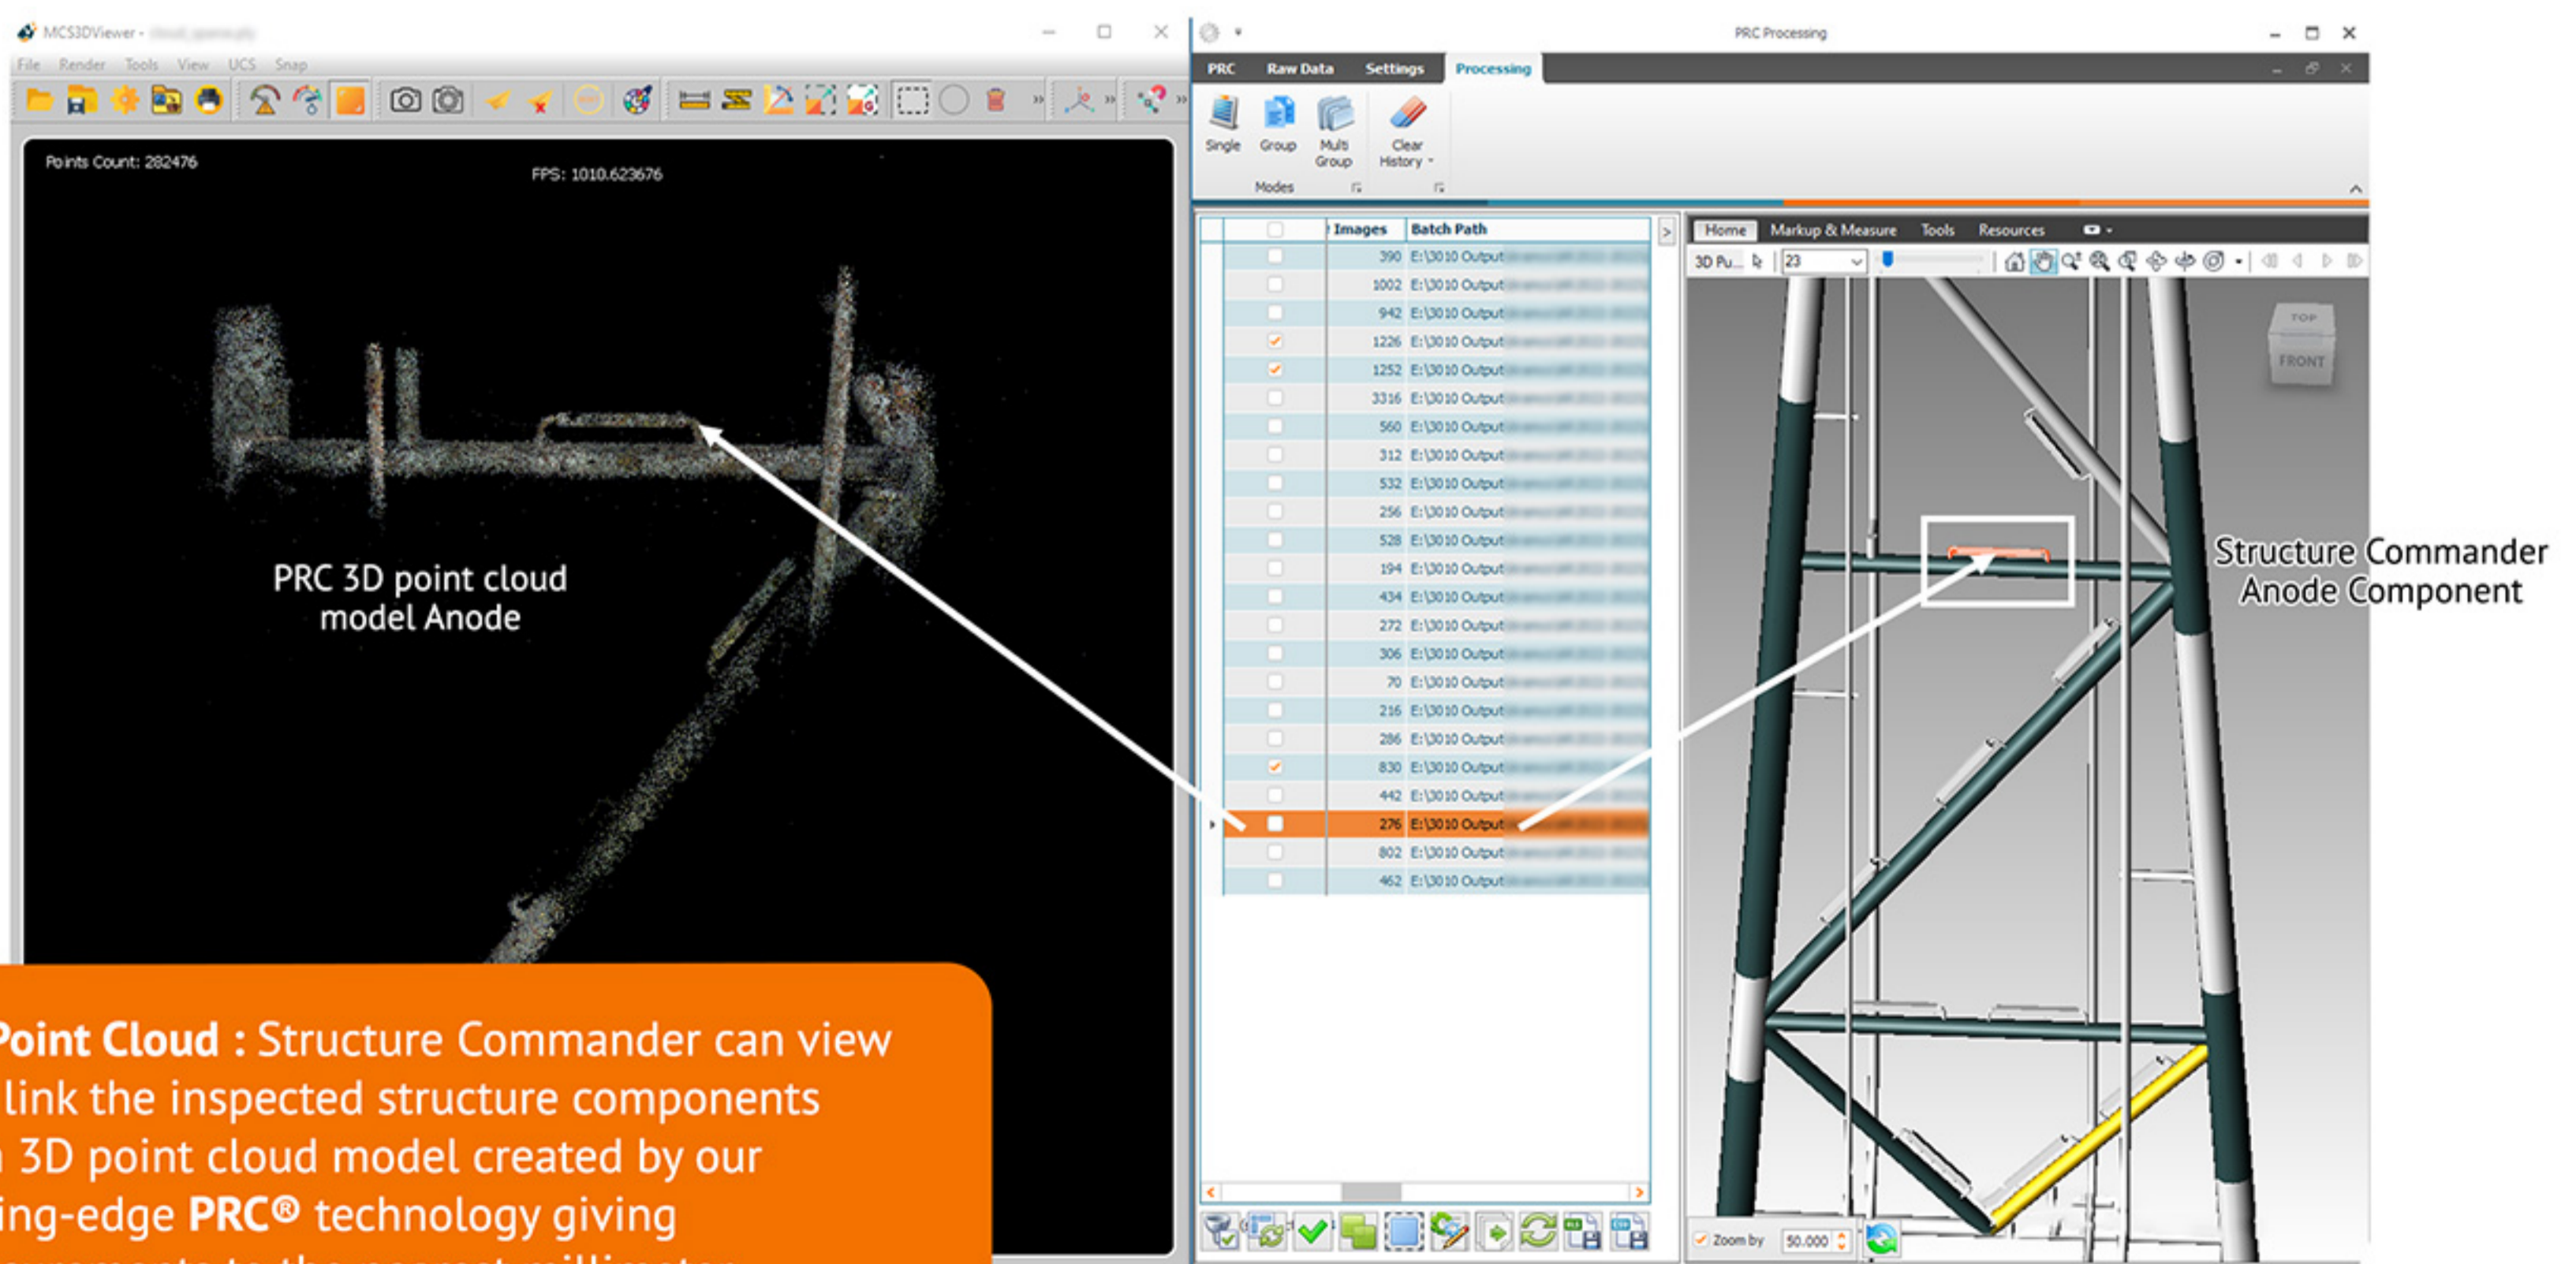 MCS3DViewer -
File Render Tools View UCS Snap
Points Count: 282476
FPS: 1010.623676
PRC 3D point cloud
model Anode
Point Cloud : Structure Commander can view
link the inspected structure components
3D point cloud model created by our
ing-edge PRC® technology giving
to the nearest millimeter
PRC Processing
PRC Raw Data Settings Processing
Single Group Multi Group Clear History
Modes
Images Batch Path
390 E:\3010 Output
1002 E:\3010 Output
942 E:\3010 Output
1226 E:\3010 Output
1252 E:\3010 Output
3316 E:\3010 Output
560 E:\3010 Output
312 E:\3010 Output
532 E:\3010 Output
256 E:\3010 Output
528 E:\3010 Output
194 E:\3010 Output
434 E:\3010 Output
272 E:\3010 Output
306 E:\3010 Output
70 E:\3010 Output
216 E:\3010 Output
286 E:\3010 Output
830 E:\3010 Output
442 E:\3010 Output
276 E:\3010 Output
802 E:\3010 Output
462 E:\3010 Output
Home Markup & Measure Tools Resources
3D Pu... 23
TOP
FRONT
Structure Commander
Anode Component
Zoom by 50.000